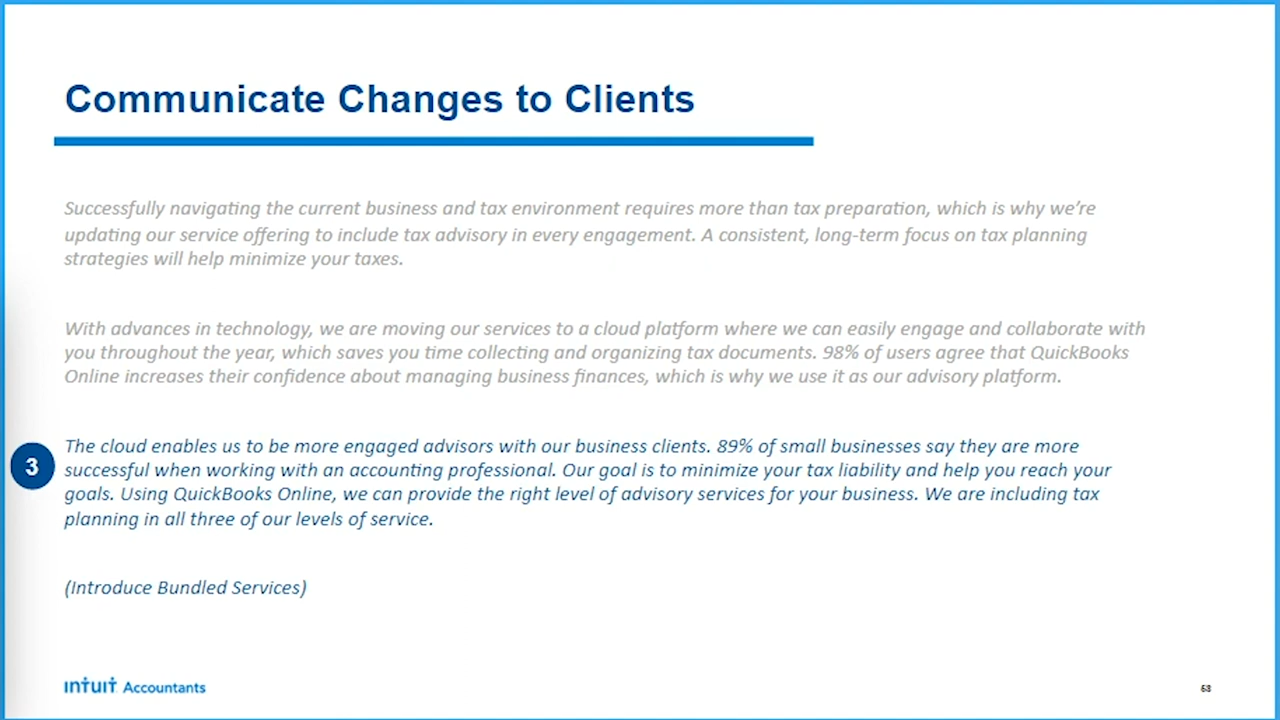 Communicate Changes to Clients
Successfully navigating the current business and tax environment requires more than tax preparation, which is why we're
updating our service offering to include tax advisory in every engagement. A consistent, long-term focus on tax planning
strategies will help minimize your taxes.
With advances in technology, we are moving our services to a cloud platform where we can easily engage and collaborate with
you throughout the year, which saves you time collecting and organizing tax documents. 98% of users agree that QuickBooks
Online increases their confidence about managing business finances, which is why we use it as our advisory platform.
3
The cloud enables us to be more engaged advisors with our business clients. 89% of small businesses say they are more
successful when working with an accounting professional. Our goal is to minimize your tax liability and help you reach your
goals. Using QuickBooks Online, we can provide the right level of advisory services for your business. We are including tax
planning in all three of our levels of service.
(Introduce Bundled Services)
ıntuıt Accountants
53